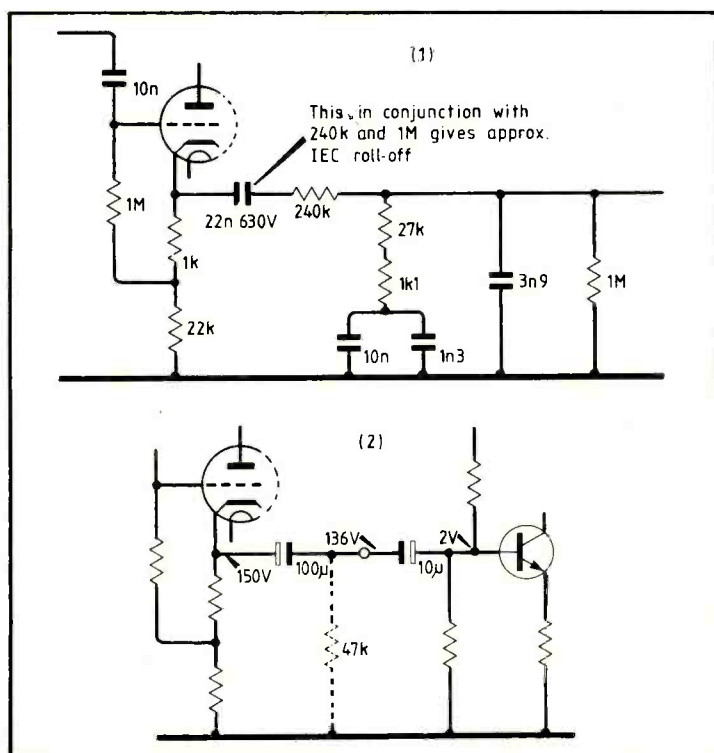 (1)
10n
This, in conjunction with
240k and 1M gives approx.
IEC roll-off
1M
22n 630V
240k
1k
27k
1k1
3n9
1M
22k
10n
1n3
(2)
150V
100µ
136V
10µ
2V
47k